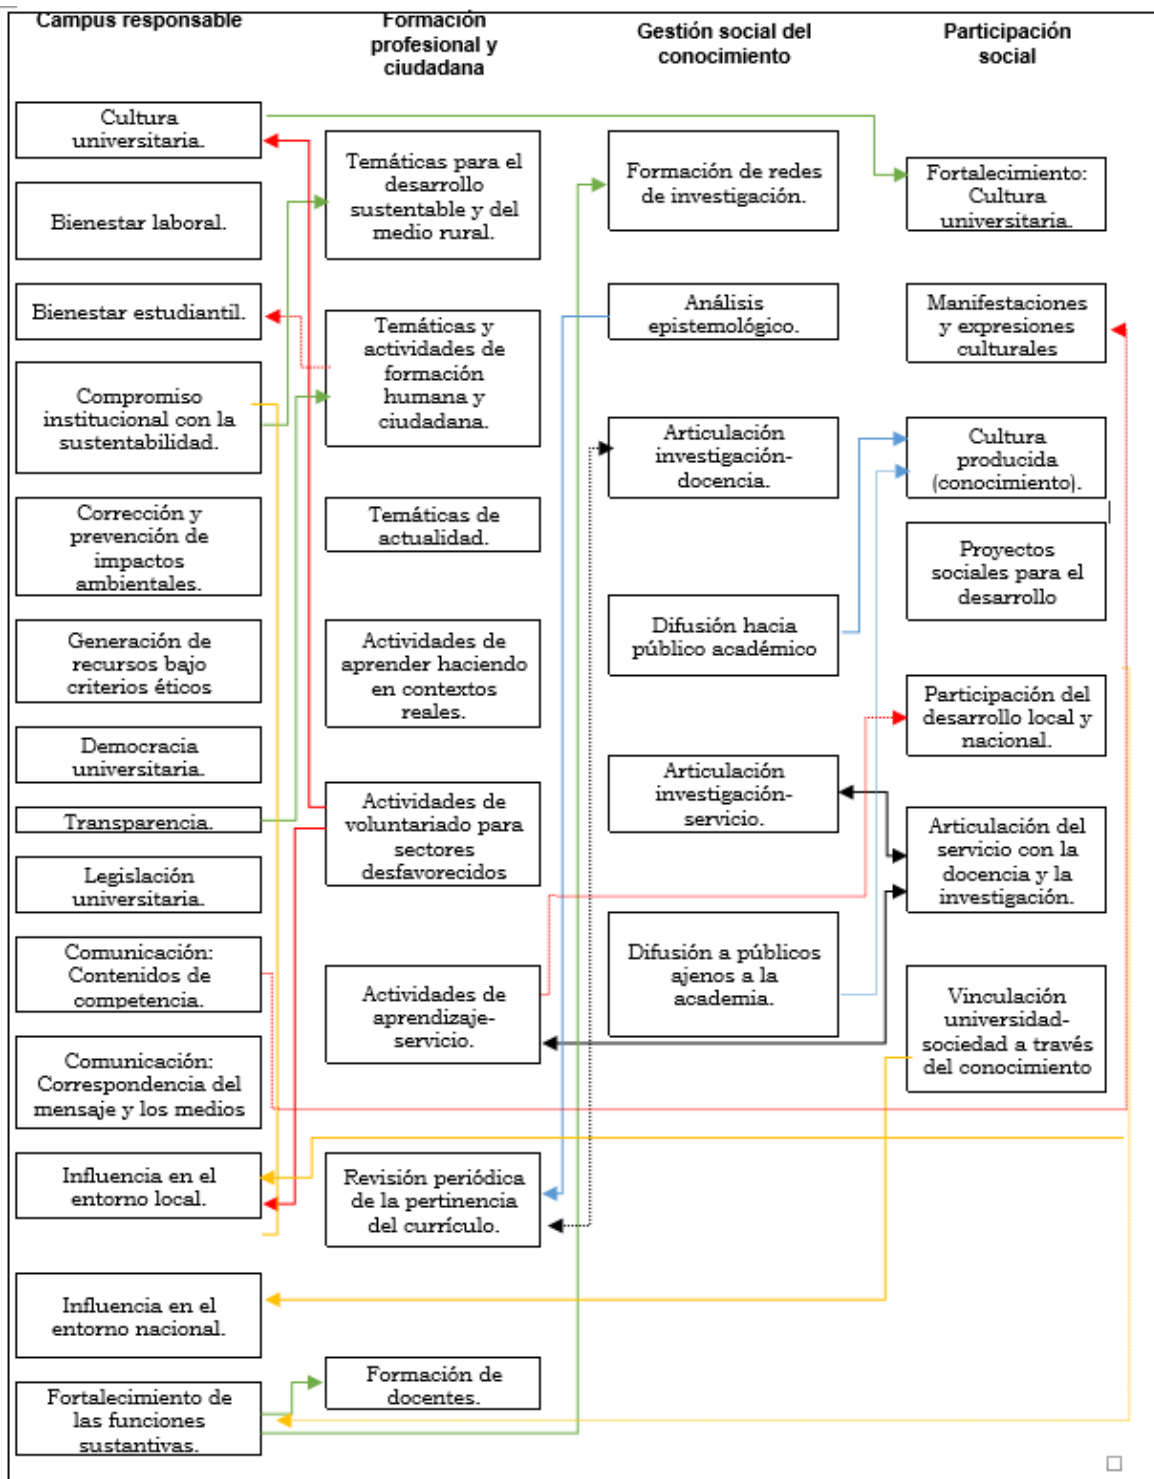 Campus responsable
Formación
profesional y
ciudadana
Gestión social del
conocimiento
Participación
social
Cultura
universitaria.
Bienestar laboral.
Bienestar estudiantil.
Compromiso
institucional con la
sustentabilidad.
Corrección y
prevención de
impactos
ambientales.
Generación de
recursos bajo
criterios éticos
Democracia
universitaria.
Transparencia.
Legislación
universitaria.
Comunicación:
Contenidos de
competencia.
Comunicación:
Correspondencia del
mensaje y los medios
Influencia en el
entorno local.
Influencia en el
entorno nacional.
Fortalecimiento de
las funciones
sustantivas.
Temáticas para el
desarrollo
sustentable y del
medio rural.
Temáticas y
actividades de
formación
humana y
ciudadana.
Temáticas de
actualidad.
Actividades de
aprender haciendo
en contextos
reales.
Actividades de
voluntariado para
sectores
desfavorecidos
Actividades de
aprendizaje-
servicio.
Revisión periódica
de la pertinencia
del currículo.
Formación de
docentes.
Formación de redes
de investigación.
Análisis
epistemológico.
Articulación
investigación-
docencia.
Difusión hacia
público académico
Articulación
investigación-
servicio.
Difusión a públicos
ajenos a la
academia.
Fortalecimiento:
Cultura
universitaria.
Manifestaciones
y expresiones
culturales
Cultura
producida
(conocimiento).
Proyectos
sociales para el
desarrollo
Participación del
desarrollo local y
nacional.
Articulación del
servicio con la
docencia y la
investigación.
Vinculación
universidad-
sociedad a través
del conocimiento